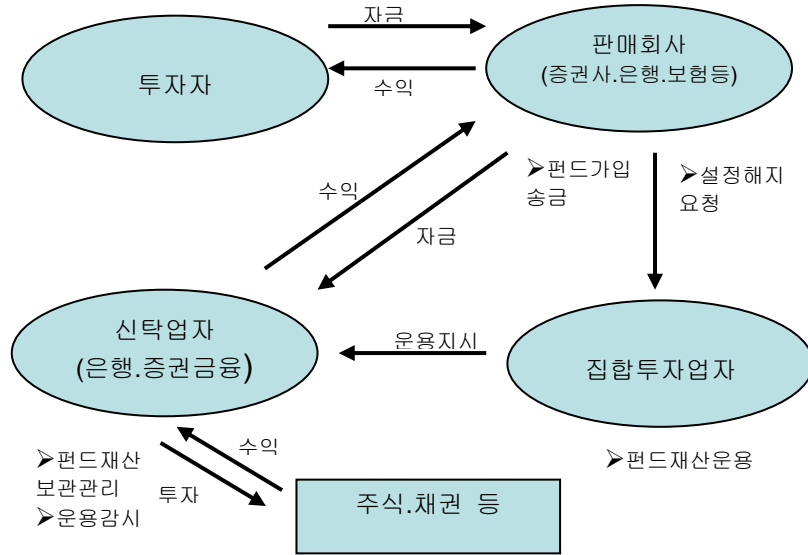 자금
투자자
수익
판매회사
(증권사.은행.보험등)
수익
자금
➢펀드가입
송금
➢설정해지
요청
신탁업자
(은행.증권금융)
운용지시
집합투자업자
➢펀드재산
보관관리
➢운용감시
수익
투자
주식.채권 등
➢펀드재산운용